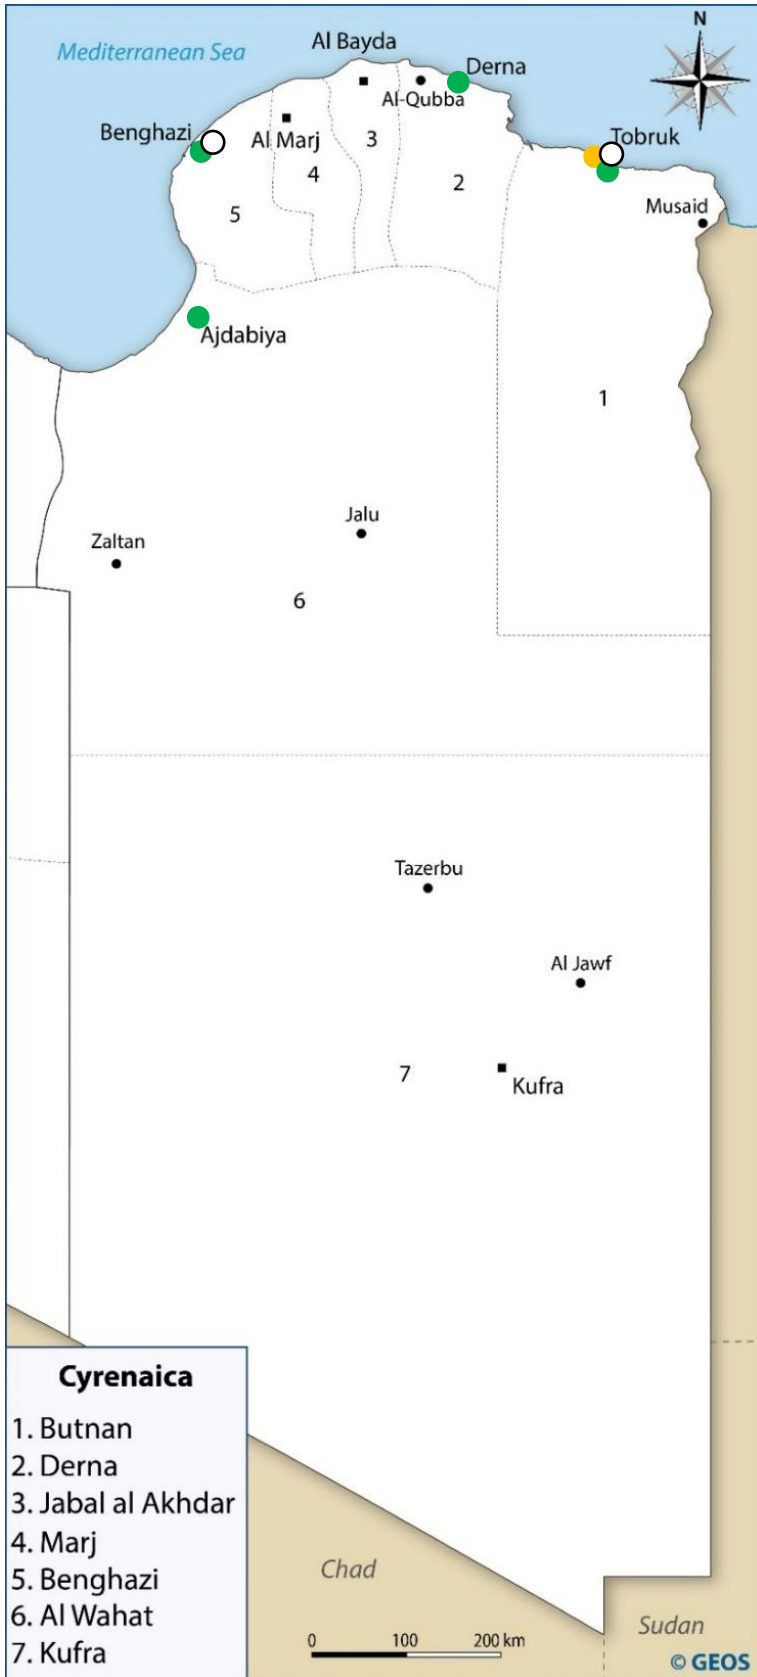 N
Mediterranean Sea
Al Bayda
Derna
Al-Qubba
Benghazi
Al Marj
3
Tobruk
4
2
Musaid
5
Ajdabiya
1
Jalu
Zaltan
6
Tazerbu
Al Jawf
7
Kufra
Cyrenaica
1. Butnan
2. Derna
3. Jabal al Akhdar
4. Marj
5. Benghazi
6. Al Wahat
7. Kufra
Chad
Sudan
0 100 200 km
© GEOS